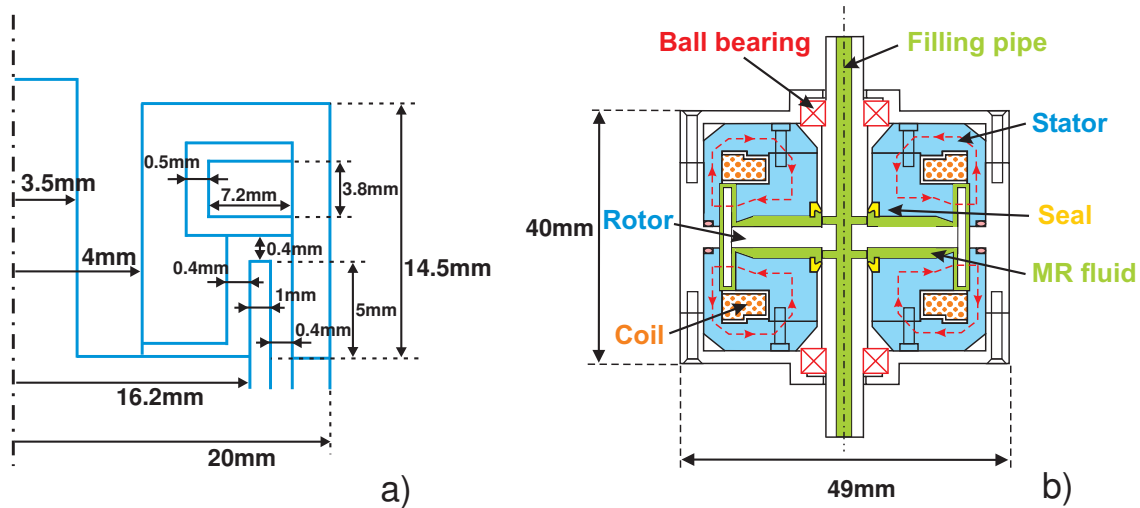 0.5mm
3.5mm
7.2mm
3.8mm
4mm
0.4mm
14.5mm
0.4mm
1mm
5mm
0.4mm
16.2mm
20mm
a)
Ball bearing
Filling pipe
Stator
Rotor
40mm
Seal
MR fluid
Coil
49mm
b)